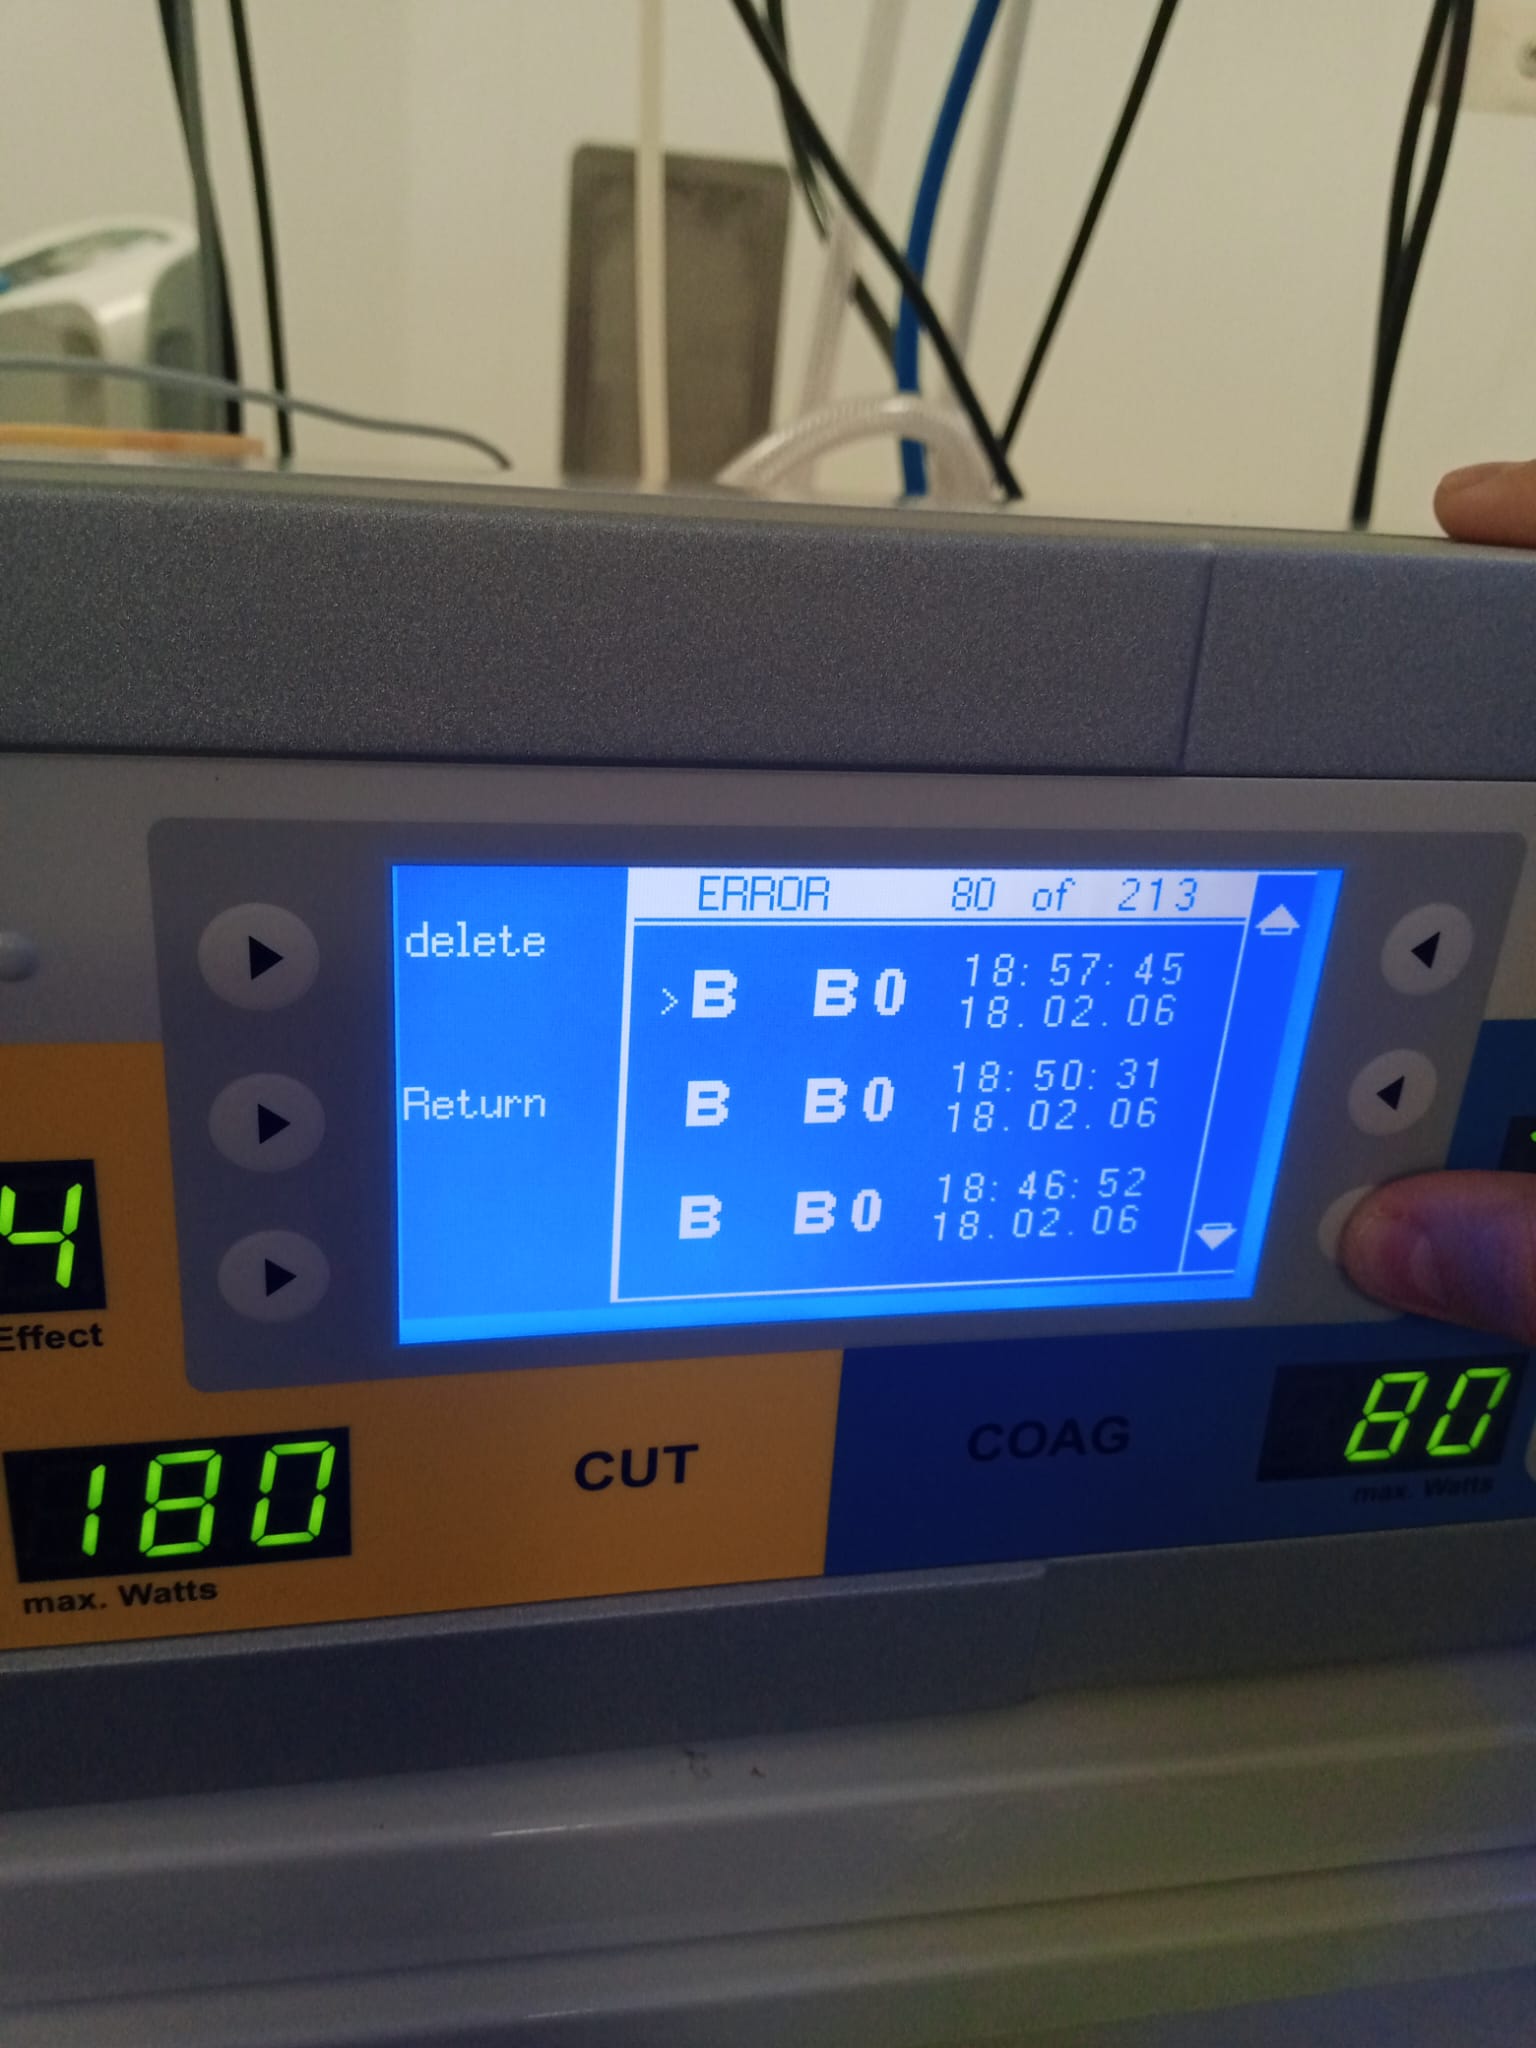 ERROR 80 of 213
delete
>B B0 18:57:45
18.02.06
Return
B B0 18:50:31
18.02.06
B B0 18:46:52
18.02.06
4
Effect
180
max. Watts
CUT
COAG
80
max. Watts